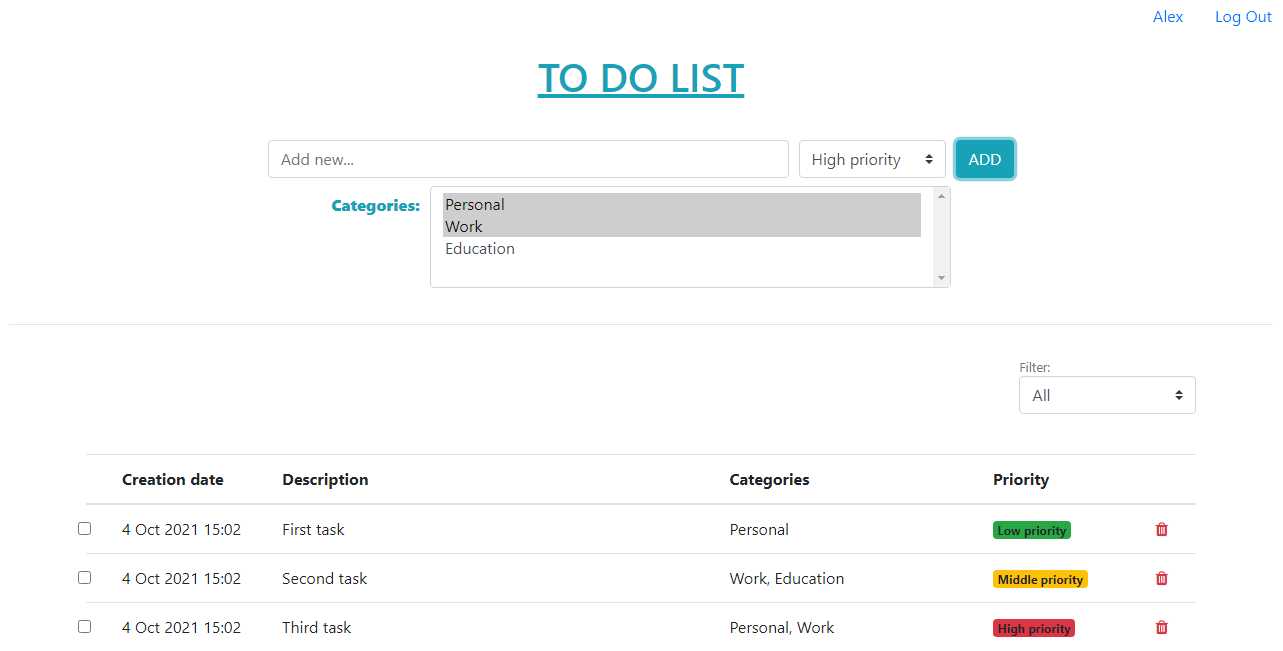 Alex Log Out
TO DO LIST
Add new... High priority ADD
Categories: Personal
Work
Education
Filter:
All
Creation date Description Categories Priority
4 Oct 2021 15:02 First task Personal Low priority
4 Oct 2021 15:02 Second task Work, Education Middle priority
4 Oct 2021 15:02 Third task Personal, Work High priority